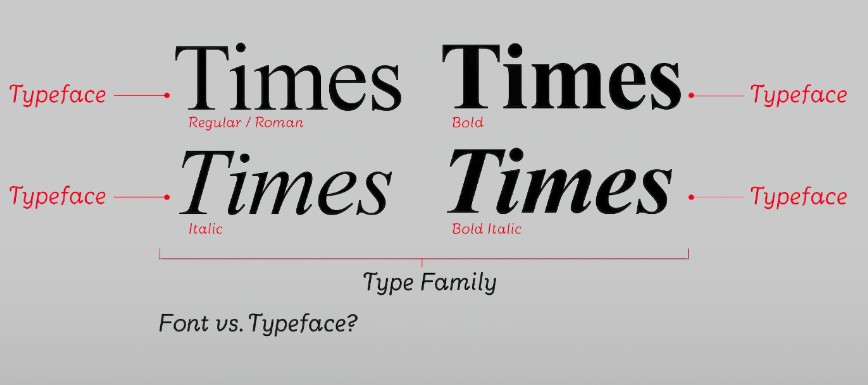 Times Times
Typeface Typeface
Regular / Roman Bold
Times Times
Typeface Typeface
Italic Bold Italic
Type Family
Font vs. Typeface?